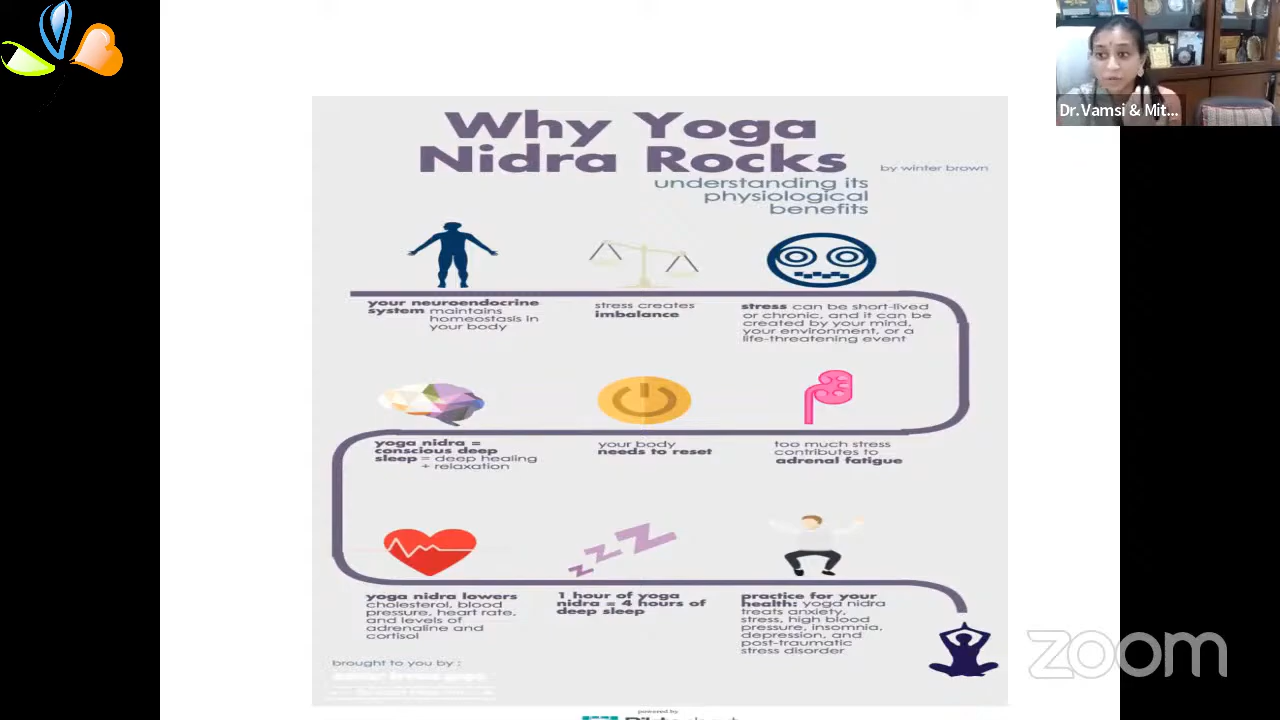 Dr.Vamsi & Mit...
Why Yoga
Nidra Rocks
by winter brown
understanding its
physiological
benefits
your neuroendocrine
system maintains
homeostasis in
your body
stress creates
imbalance
stress can be short-lived
or chronic, and it can be
created by your mind,
your environment, or a
life-threatening event
yoga nidra =
conscious deep
sleep = deep healing
+ relaxation
your body
needs to reset
too much stress
contributes to
adrenal fatigue
z z Z
yoga nidra lowers
cholesterol, blood
pressure, heart rate,
and levels of
adrenaline and
cortisol
1 hour of yoga
nidra = 4 hours of
deep sleep
practice for your
health: yoga nidra
treats anxiety,
stress, high blood
pressure, insomnia,
depression, and
post-traumatic
stress disorder
brought to you by :
powered by
zoom